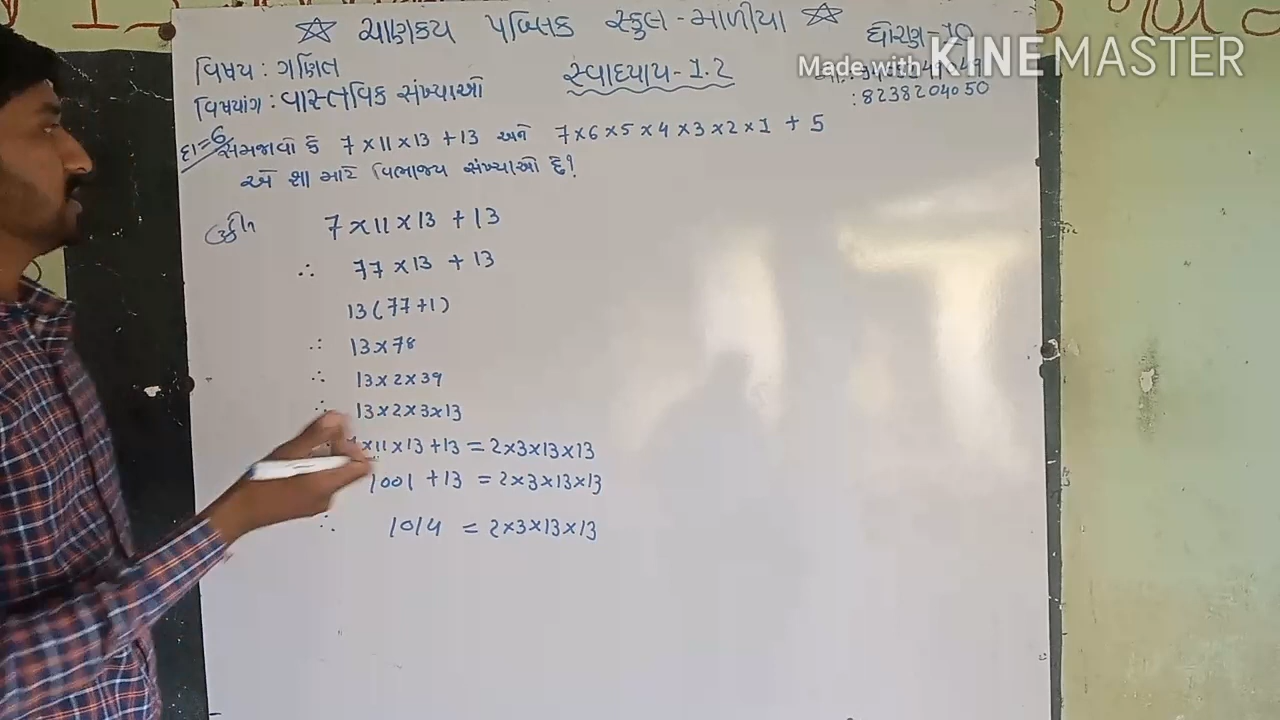 ☆ ચાણક્ય પબ્લિક સ્કુલ - માળીયા ☆
ધોરણ - 10
Made with KINEMASTER
વિષય : ગણિત
સ્વાધ્યાય - 1.2
વિષયાંગ : વાસ્તવિક સંખ્યાઓ
: 8238204050
દા = 6 સમજાવો કે 7 × 11 × 13 + 13 અને 7 × 6 × 5 × 4 × 3 × 2 × 1 + 5
એ શા માટે વિભાજ્ય સંખ્યાઓ છે!
7 × 11 × 13 + 13
∴ 77 × 13 + 13
13 ( 77 + 1 )
∴ 13 × 78
∴ 13 × 2 × 39
∴ 13 × 2 × 3 × 13
× 11 × 13 + 13 = 2 × 3 × 13 × 13
1001 + 13 = 2 × 3 × 13 × 13
∴ 1014 = 2 × 3 × 13 × 13